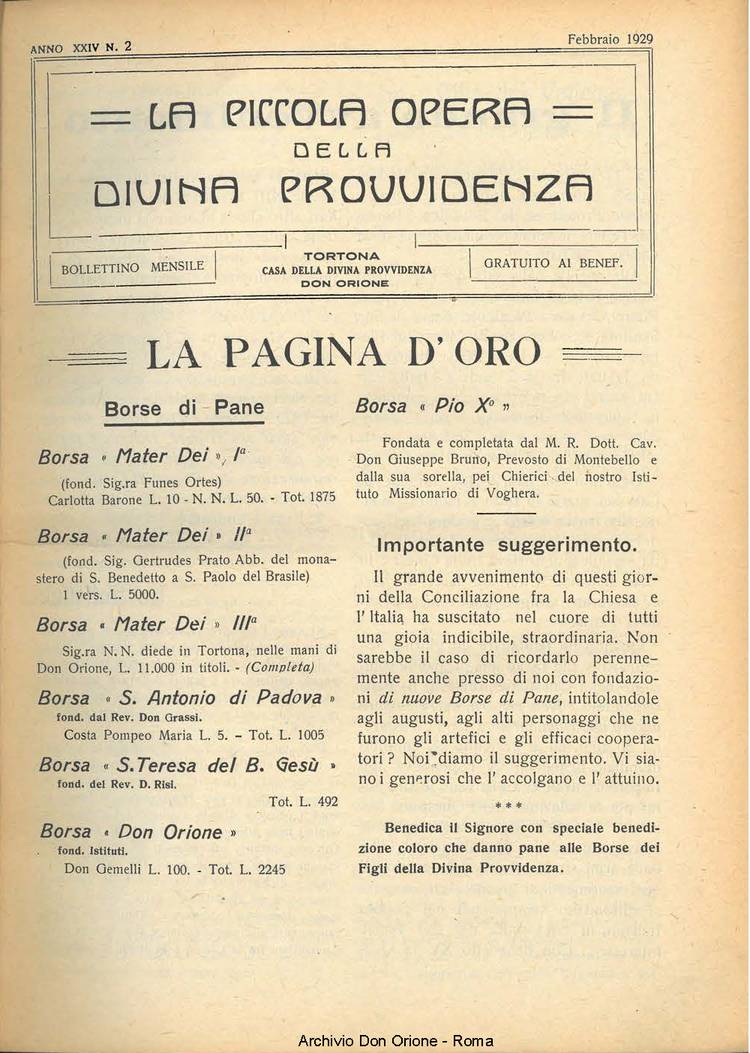 ANNO XXIV N. 2
Febbraio 1929
LA PICCOLA OPERA
DELLA
DIVINA PROVVIDENZA
BOLLETTINO MENSILE
TORTONA
CASA DELLA DIVINA PROVVIDENZA
DON ORIONE
GRATUITO AI BENEF.
LA PAGINA D' ORO
Borse di Pane
Borsa « Mater Dei », Iª
(fond. Sig.ra Funes Ortes)
Carlotta Barone L. 10 - N. N. L. 50. - Tot. 1875
Borsa « Mater Dei » IIª
(fond. Sig. Gertrudes Prato Abb. del mona-
stero di S. Benedetto a S. Paolo del Brasile)
1 vers. L. 5000.
Borsa « Mater Dei » IIIª
Sig.ra N. N. diede in Tortona, nelle mani di
Don Orione, L. 11.000 in titoli. - (Completa)
Borsa « S. Antonio di Padova »
fond. dal Rev. Don Grassi.
Costa Pompeo Maria L. 5. - Tot. L. 1005
Borsa « S. Teresa del B. Gesù »
fond. del Rev. D. Risi.
Tot. L. 492
Borsa « Don Orione »
fond. Istituti.
Don Gemelli L. 100. - Tot. L. 2245
Borsa « Pio Xº »
Fondata e completata dal M. R. Dott. Cav.
Don Giuseppe Bruno, Prevosto di Montebello e
dalla sua sorella, pei Chierici del nostro Isti-
tuto Missionario di Voghera.
Importante suggerimento.
Il grande avvenimento di questi gior-
ni della Conciliazione fra la Chiesa e
l' Italia ha suscitato nel cuore di tutti
una gioia indicibile, straordinaria. Non
sarebbe il caso di ricordarlo perenne-
mente anche presso di noi con fondazio-
ni di nuove Borse di Pane, intitolandole
agli augusti, agli alti personaggi che ne
furono gli artefici e gli efficaci coopera-
tori ? Noi diamo il suggerimento. Vi sia-
no i generosi che l' accolgano e l' attuino.
* * *
Benedica il Signore con speciale benedi-
zione coloro che danno pane alle Borse dei
Figli della Divina Provvidenza.
Archivio Don Orione - Roma